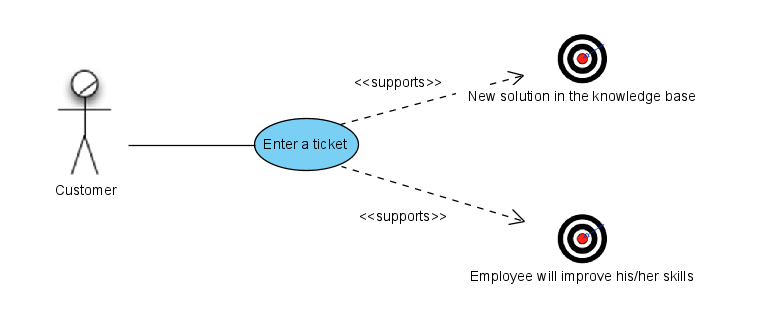 <<supports>>
New solution in the knowledge base
Enter a ticket
Customer
<<supports>>
Employee will improve his/her skills